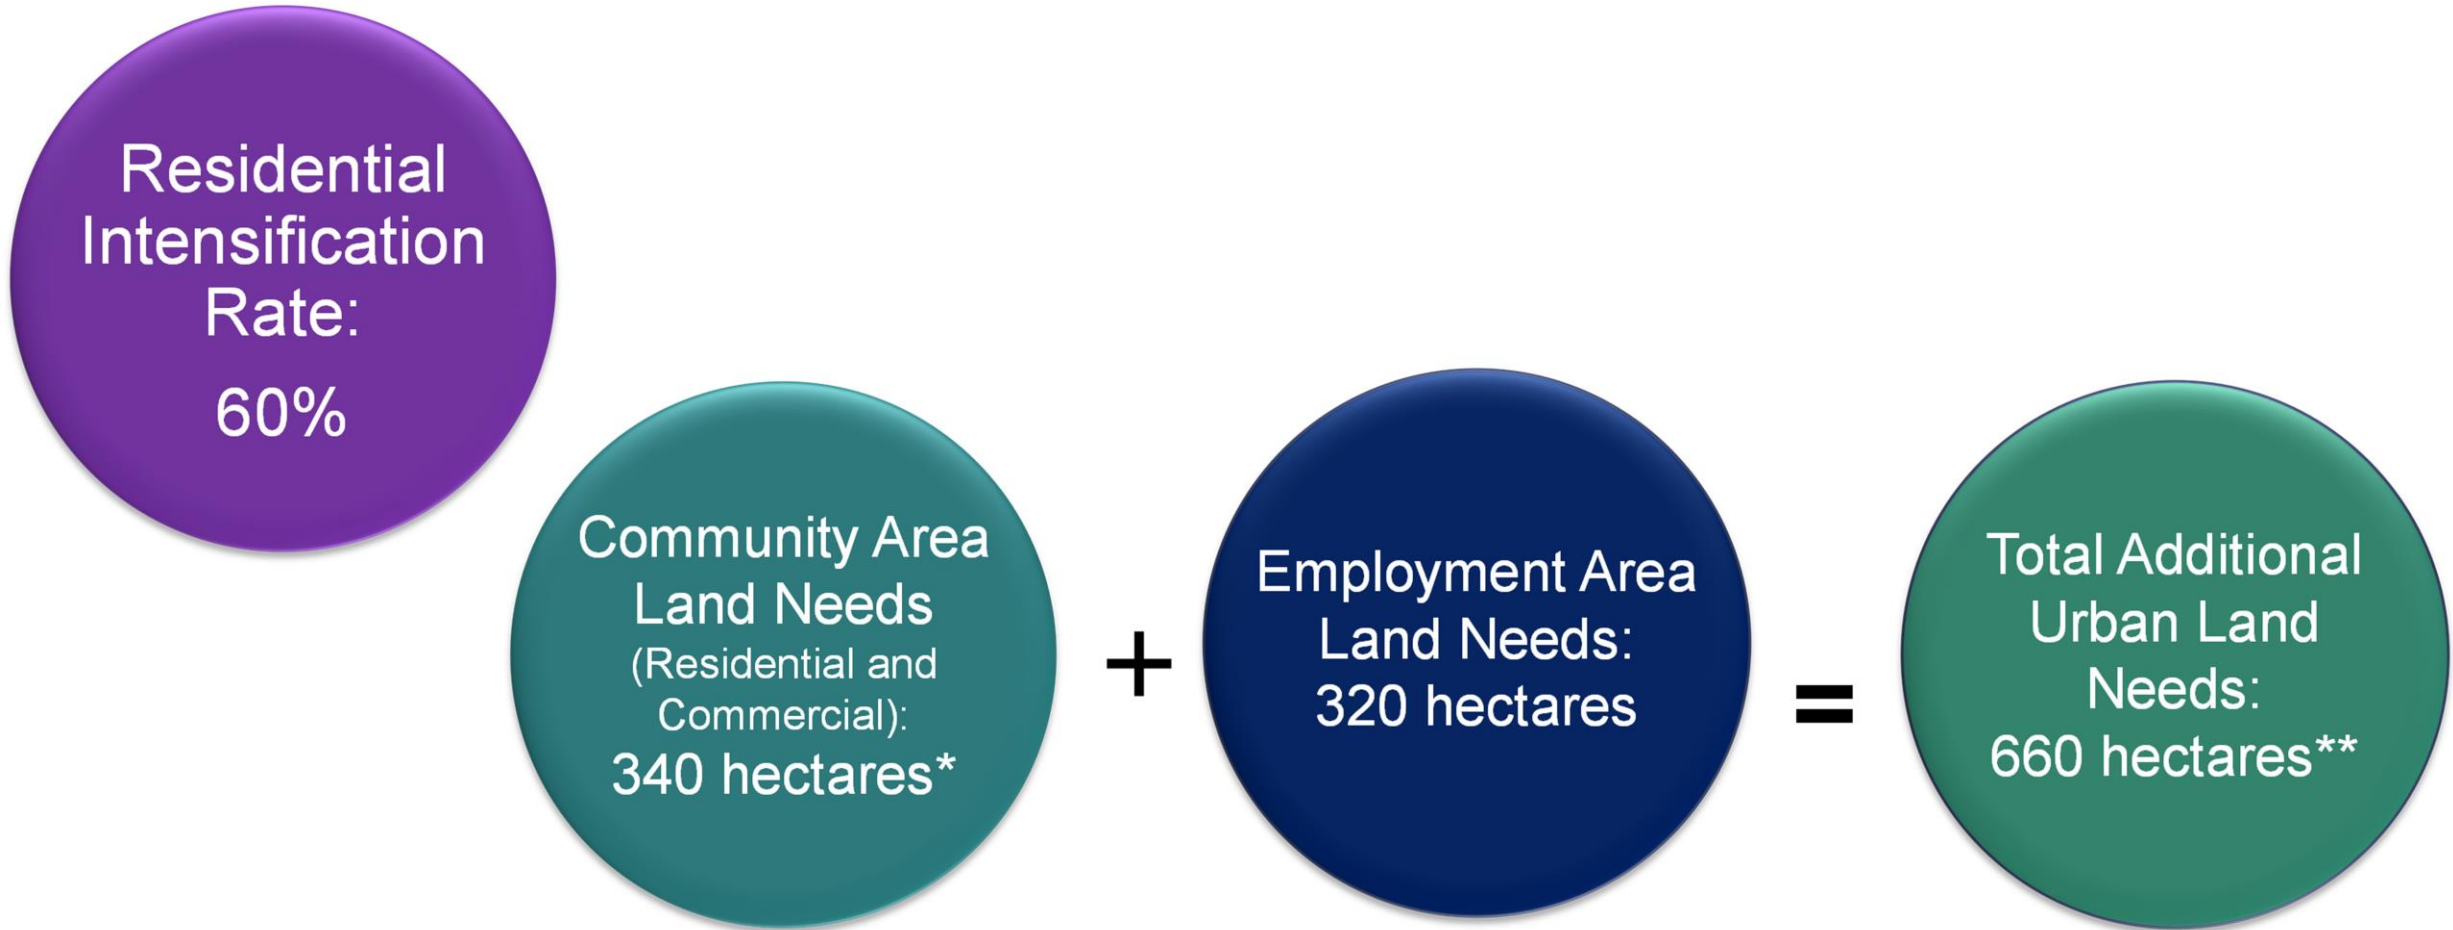 Residential
Intensification
Rate:
60%
Community Area
Land Needs
(Residential and
Commercial):
340 hectares*
+
Employment Area
Land Needs:
320 hectares
=
Total Additional
Urban Land
Needs:
660 hectares**